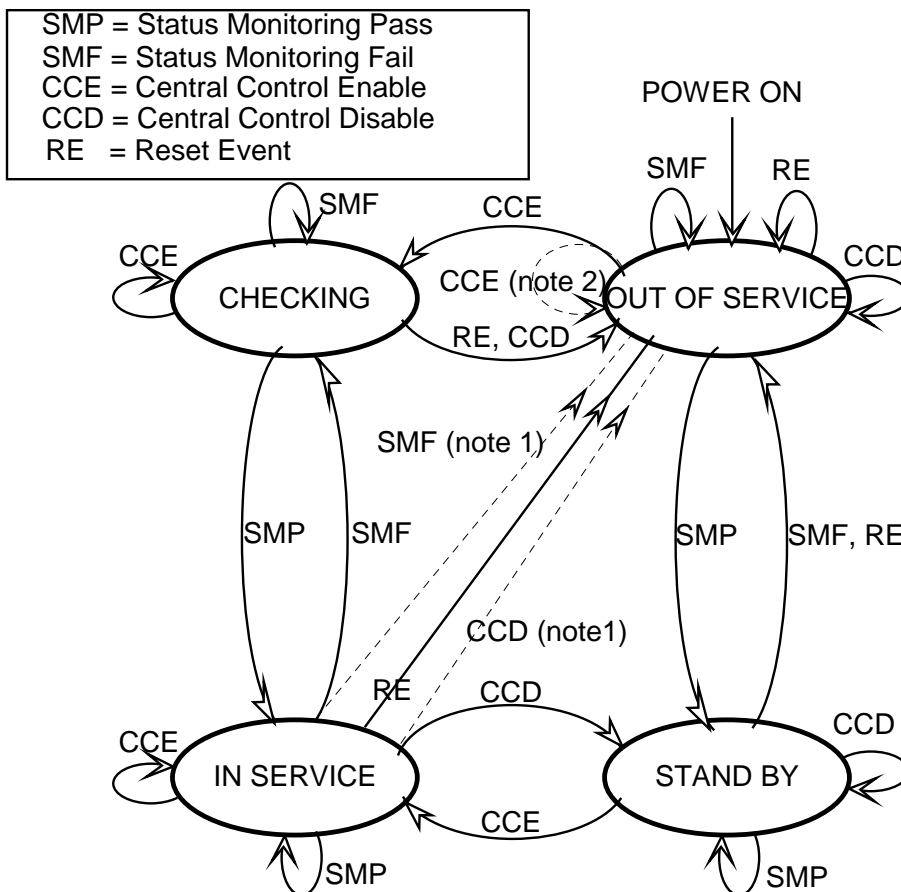 SMP = Status Monitoring Pass
SMF = Status Monitoring Fail
CCE = Central Control Enable
CCD = Central Control Disable
RE = Reset Event
POWER ON
SMF
RE
SMF
CCE
CCE
CCD
CHECKING
CCE (note 2)
OUT OF SERVICE
RE, CCD
SMF (note 1)
SMP
SMF
SMP
SMF, RE
CCD (note1)
RE
CCD
CCE
CCD
IN SERVICE
STAND BY
CCE
SMP
SMP